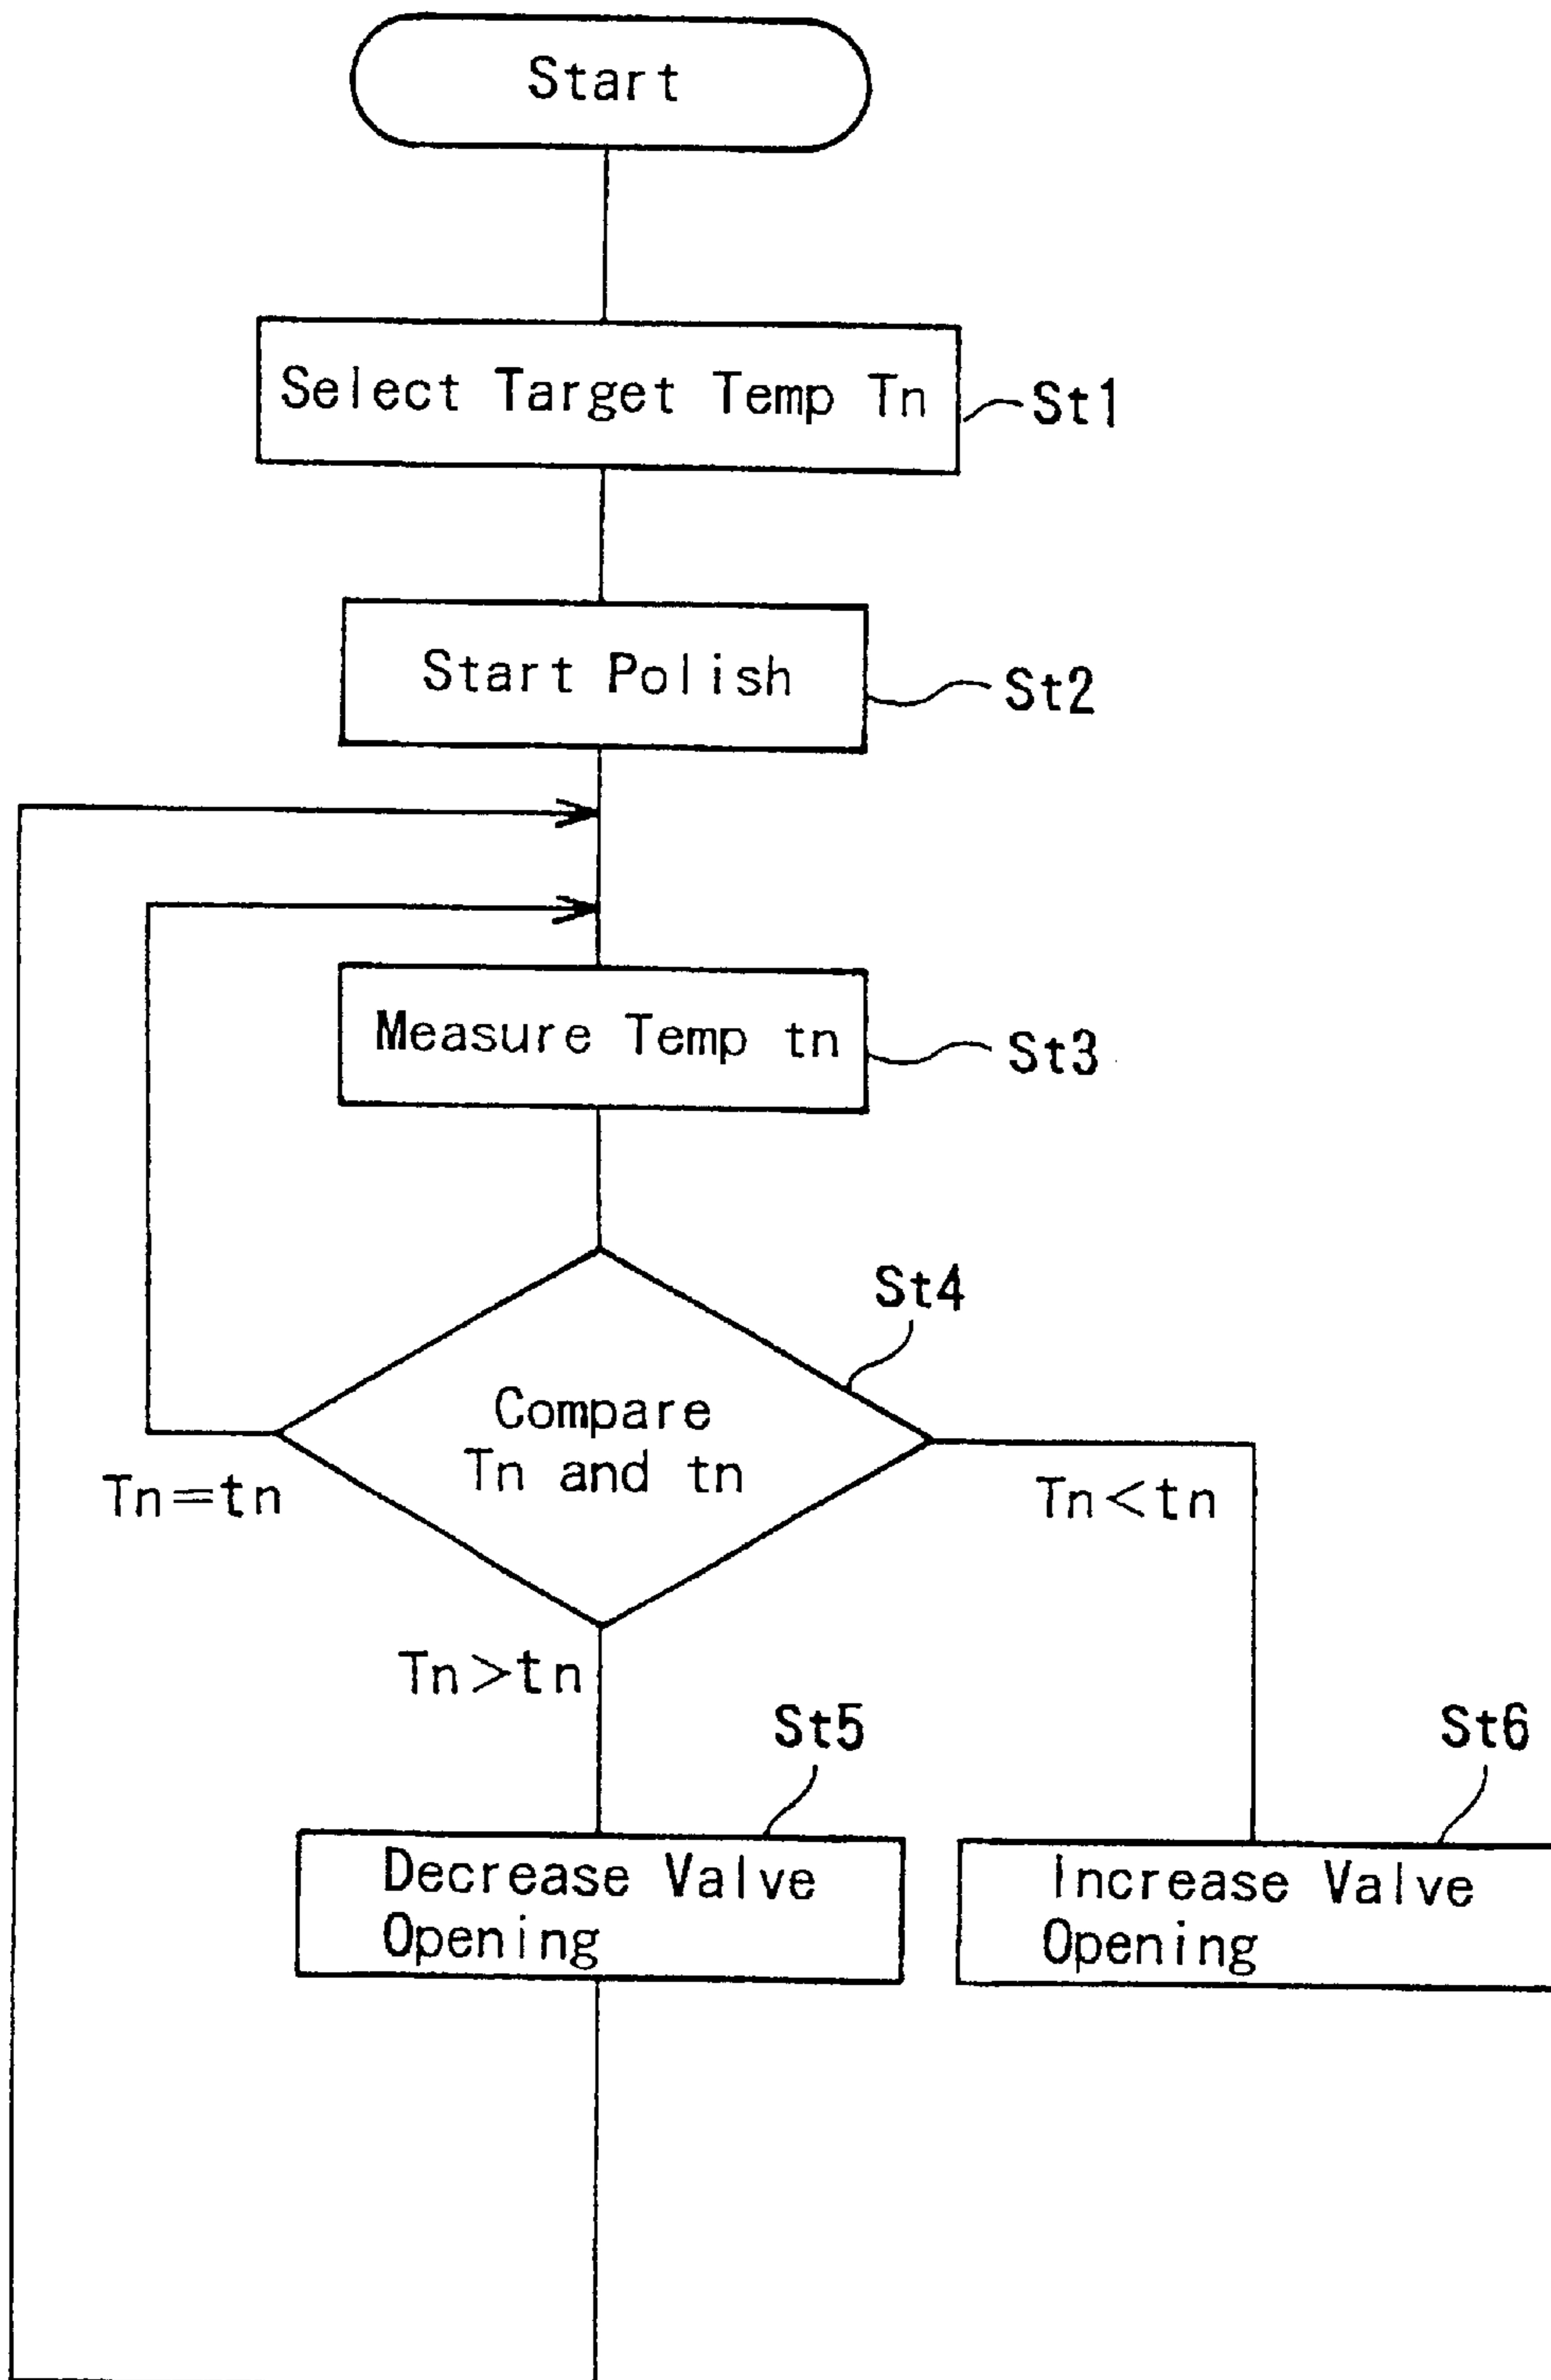 Start
Select Target Temp Tn
St1
Start Polish
St2
Measure Temp tn
St3
St4
Compare
Tn and tn
Tn=tn
Tn<tn
Tn>tn
St5
St6
Decrease Valve
Opening
Increase Valve
Opening